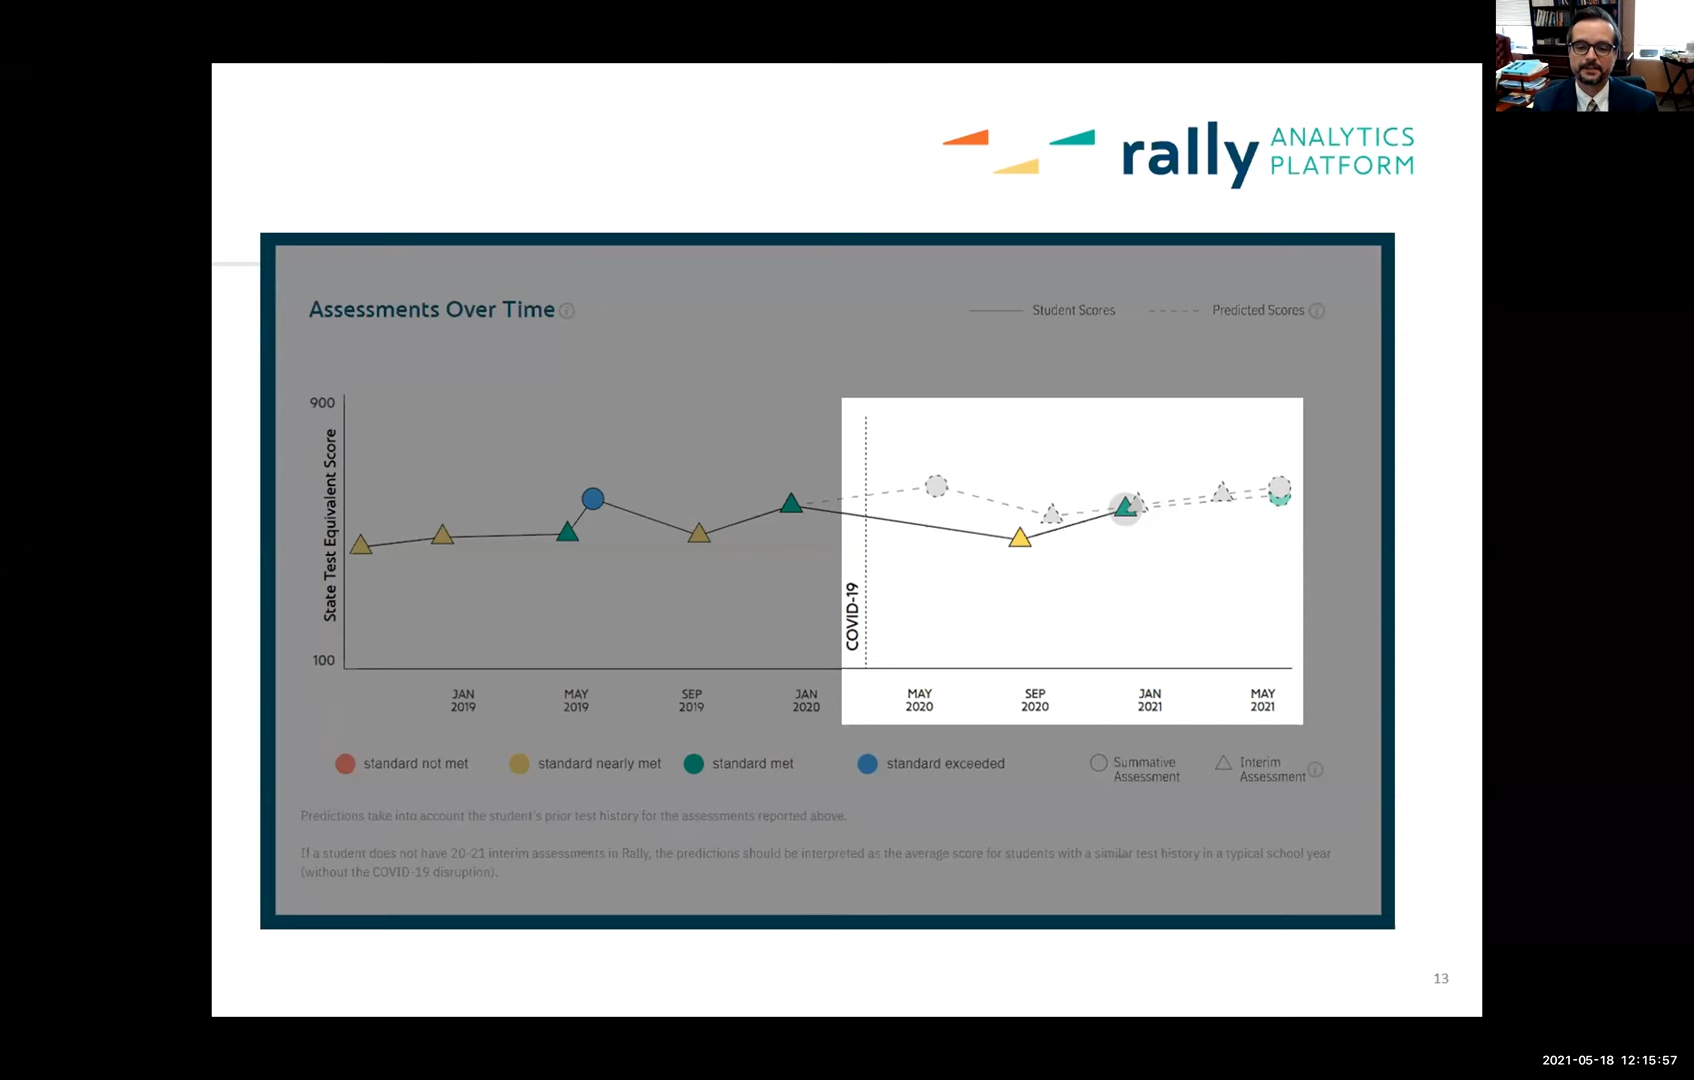 rally ANALYTICS
PLATFORM
Assessments Over Time
Student Scores
Predicted Scores
900
State Test Equivalent Score
100
COVID-19
JAN
2019
MAY
2019
SEP
2019
JAN
2020
MAY
2020
SEP
2020
JAN
2021
MAY
2021
standard not met
standard nearly met
standard met
standard exceeded
Summative
Assessment
Interim
Assessment
Predictions take into account the student's prior test history for the assessments reported above.
If a student does not have 20-21 interim assessments in Rally, the predictions should be interpreted as the average score for students with a similar test history in a typical school year
(without the COVID-19 disruption).
13
2021-05-18 12:15:57